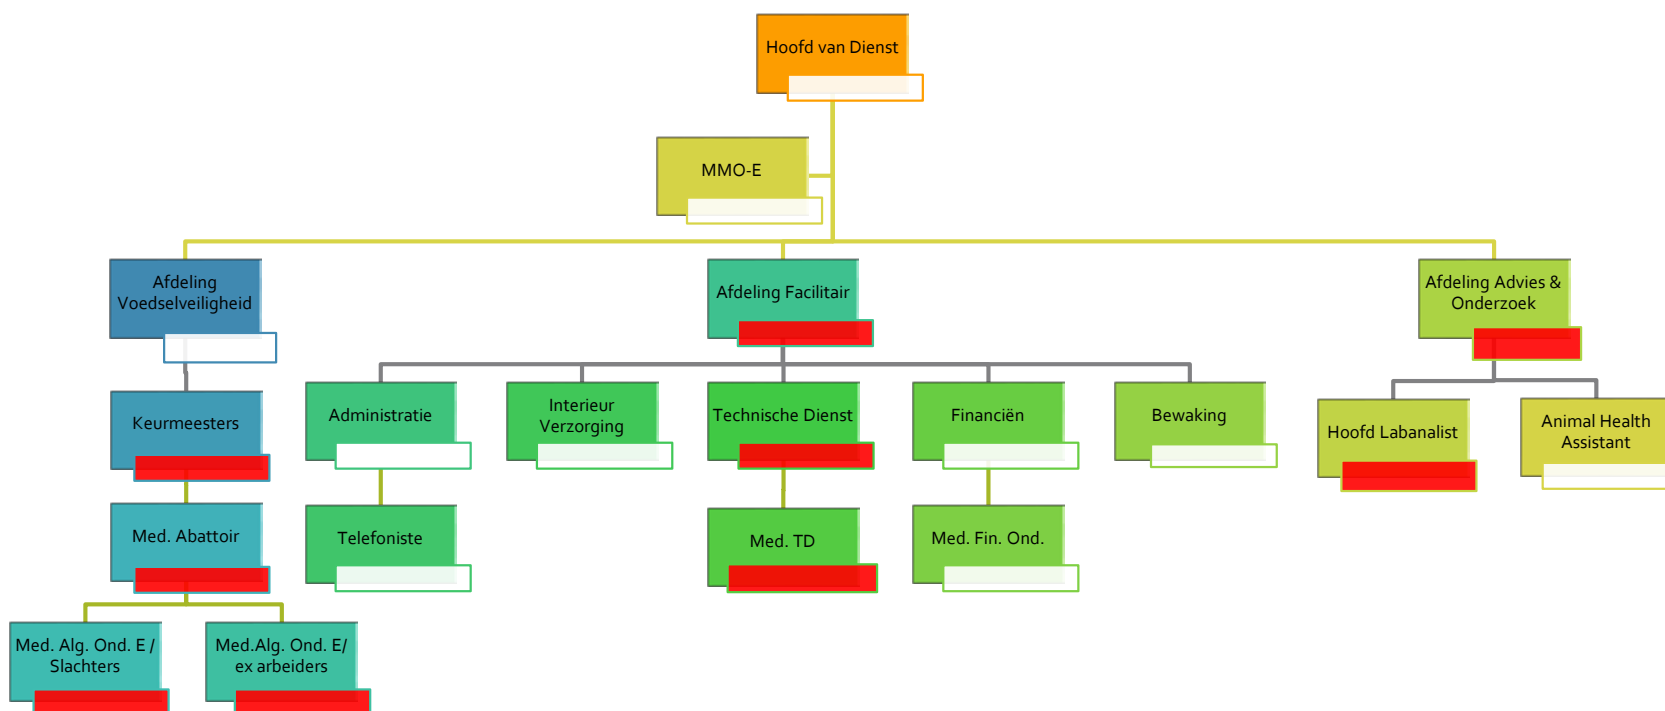 Hoofd van Dienst
MMO-E
Afdeling
Voedselveiligheid
Afdeling Facilitair
Afdeling Advies &
Onderzoek
Keurmeesters
Administratie
Interieur
Verzorging
Technische Dienst
Financiën
Bewaking
Hoofd Labanalist
Animal Health
Assistant
Med. Abattoir
Telefoniste
Med. TD
Med. Fin. Ond.
Med. Alg. Ond. E /
Slachters
Med.Alg. Ond. E/
ex arbeiders